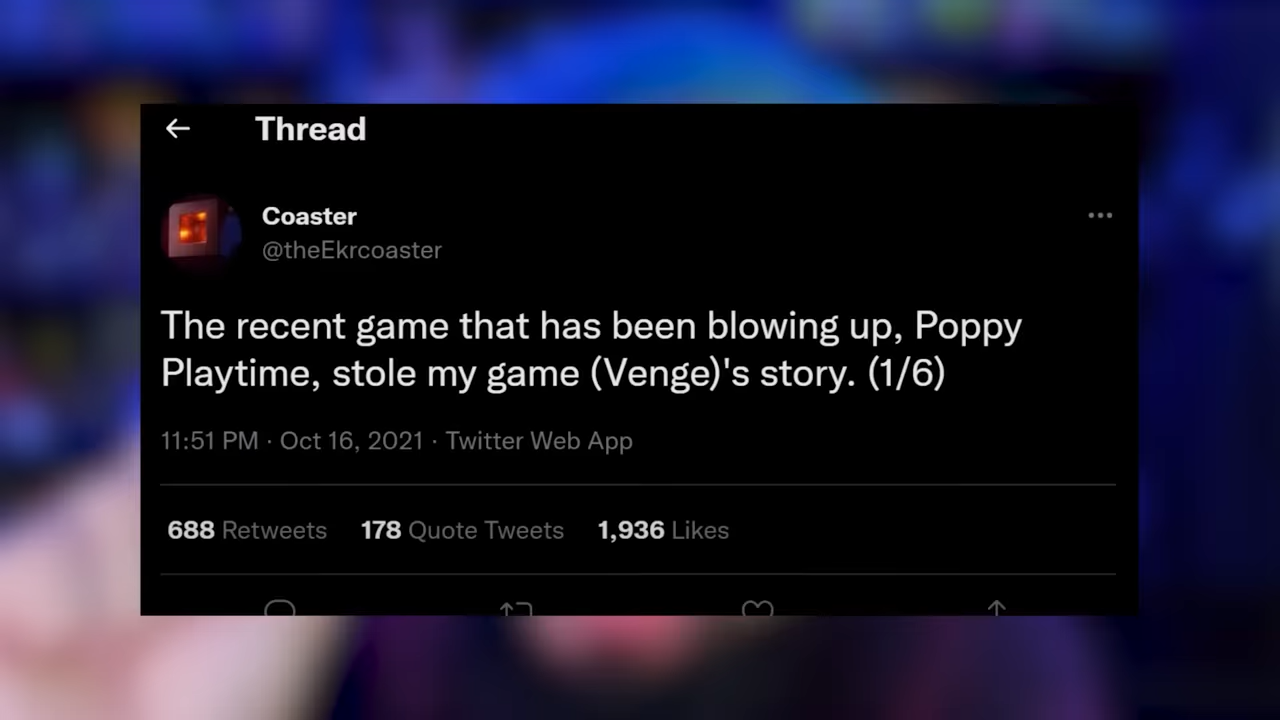 Thread
Coaster
@theEkrcoaster
The recent game that has been blowing up, Poppy
Playtime, stole my game (Venge)'s story. (1/6)
11:51 PM · Oct 16, 2021 · Twitter Web App
688 Retweets 178 Quote Tweets 1,936 Likes